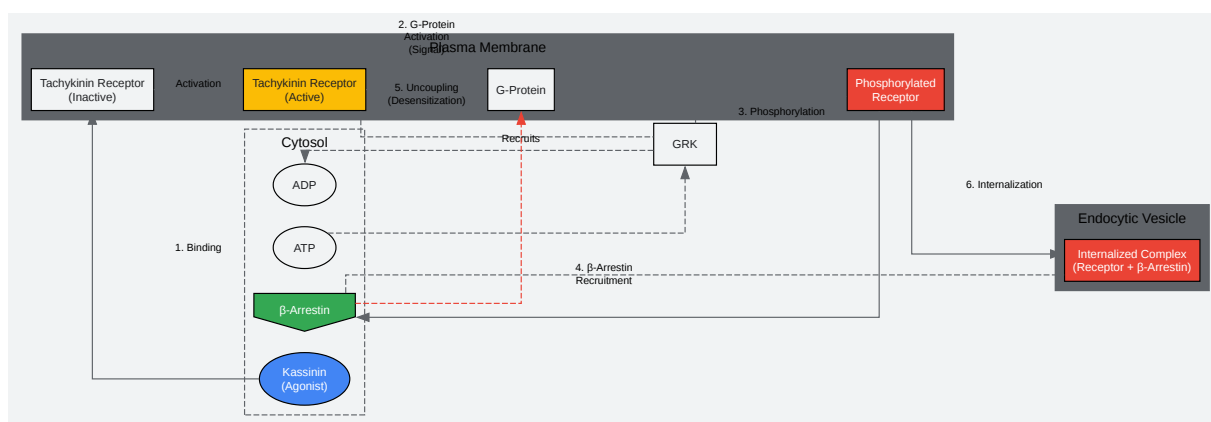 2. G-Protein
Activation
(Signal)
Plasma Membrane
Tachykinin Receptor
(Inactive)
Activation
Tachykinin Receptor
(Active)
5. Uncoupling
(Desensitization)
G-Protein
3. Phosphorylation
Phosphorylated
Receptor
Recruits
GRK
Cytosol
ADP
6. Internalization
Endocytic Vesicle
ATP
1. Binding
Internalized Complex
(Receptor + β-Arrestin)
4. β-Arrestin
Recruitment
β-Arrestin
Kassinin
(Agonist)